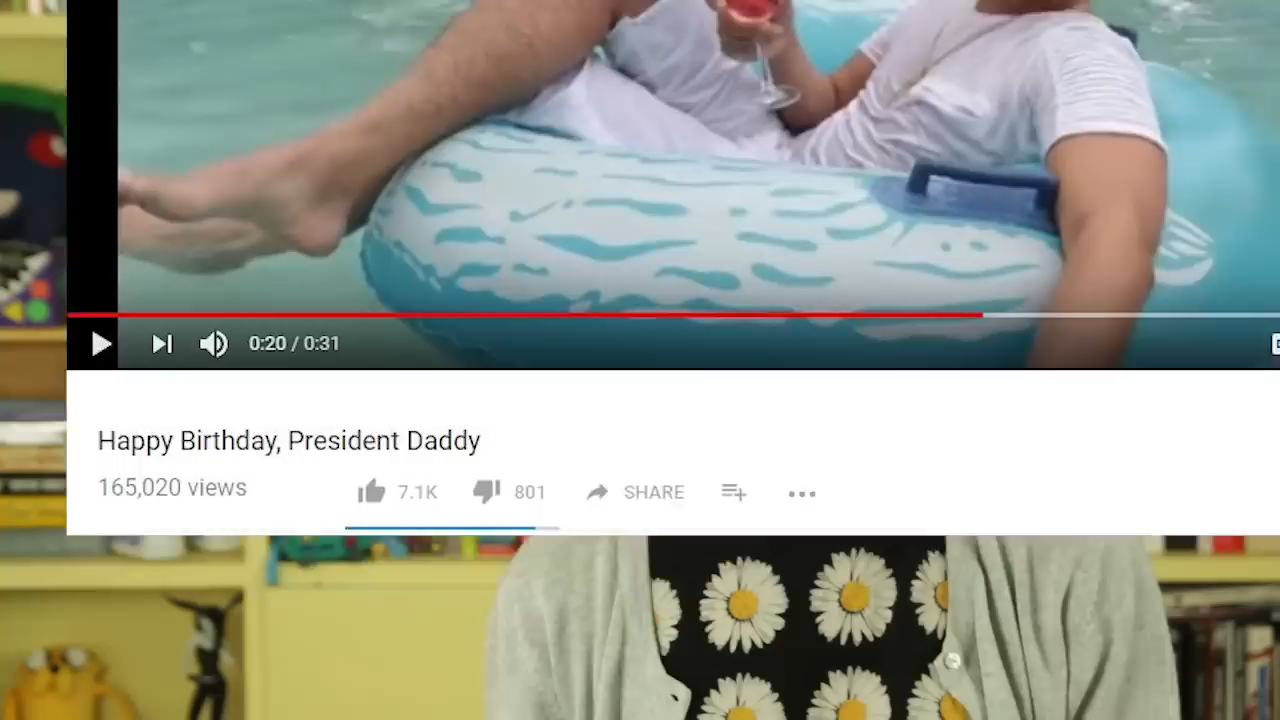 0:20 / 0:31
Happy Birthday, President Daddy
165,020 views
7.1K
801
SHARE